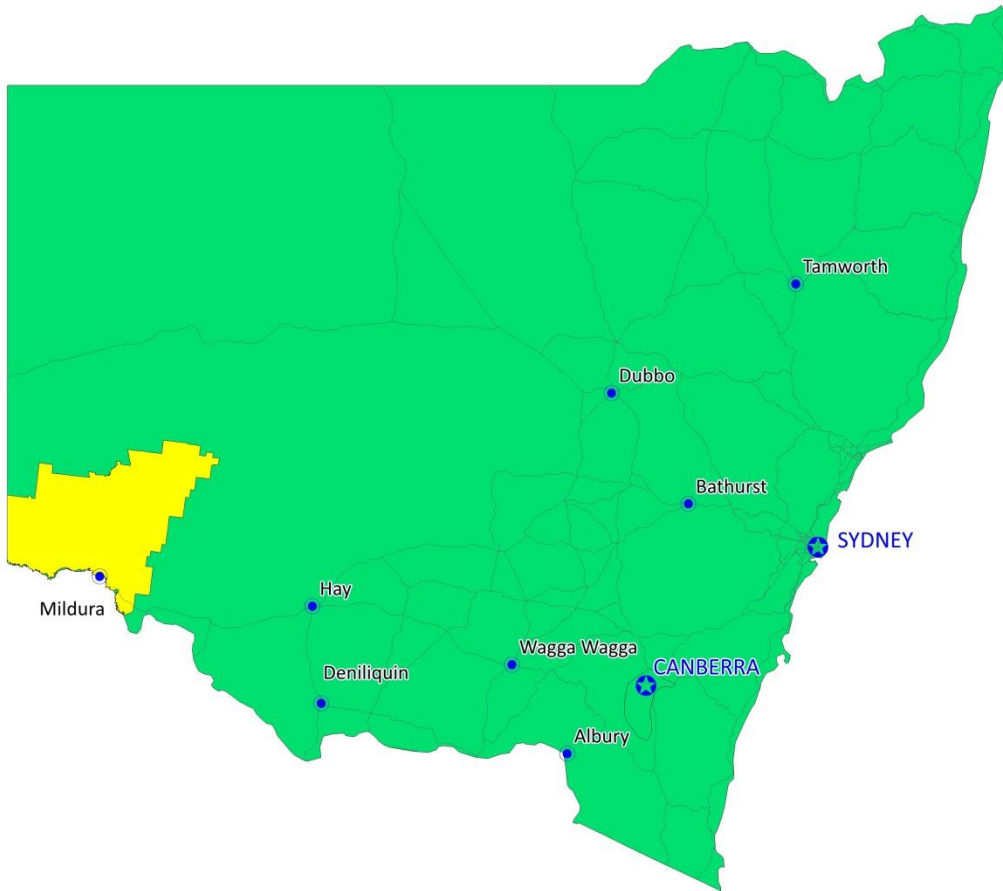 Tamworth
Dubbo
Bathurst
SYDNEY
Hay
Mildura
Wagga Wagga
CANBERRA
Deniliquin
Albury